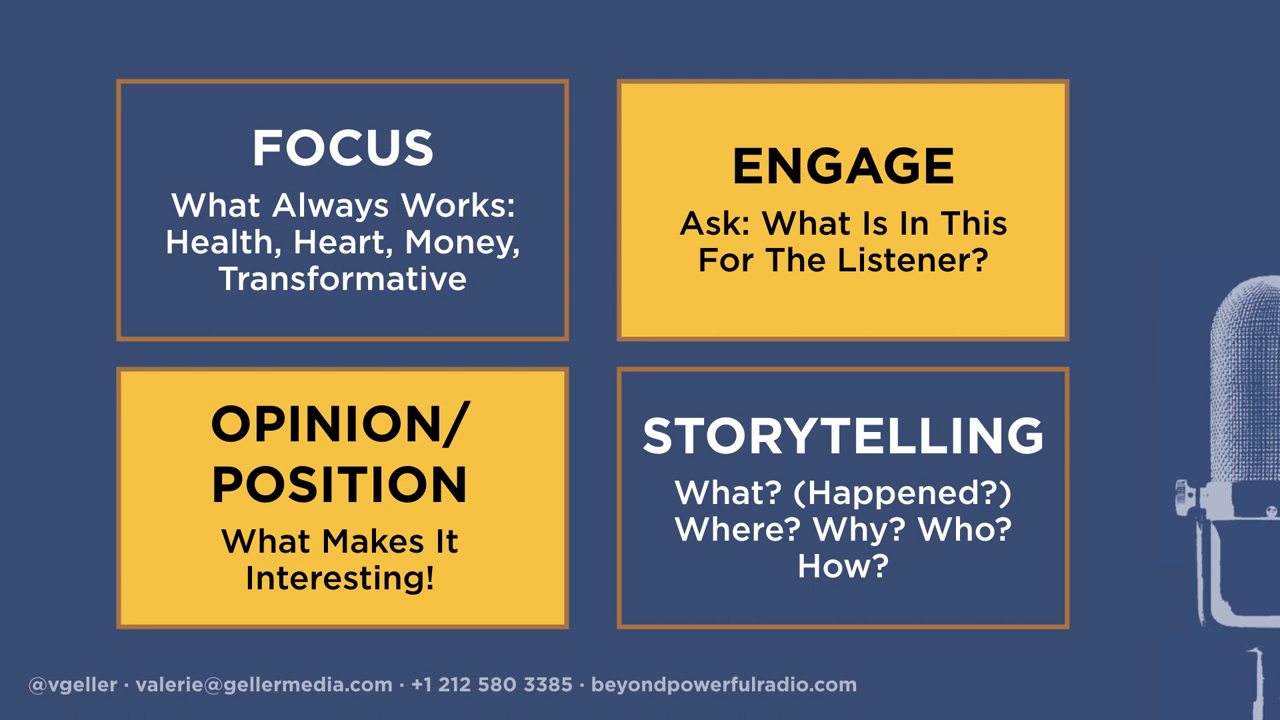 FOCUS
What Always Works:
Health, Heart, Money,
Transformative
ENGAGE
Ask: What Is In This
For The Listener?
OPINION/
POSITION
What Makes It
Interesting!
STORYTELLING
What? (Happened?)
Where? Why? Who?
How?
@vgeller · valerie@gellermedia.com · +1 212 580 3385 · beyondpowerfulradio.com